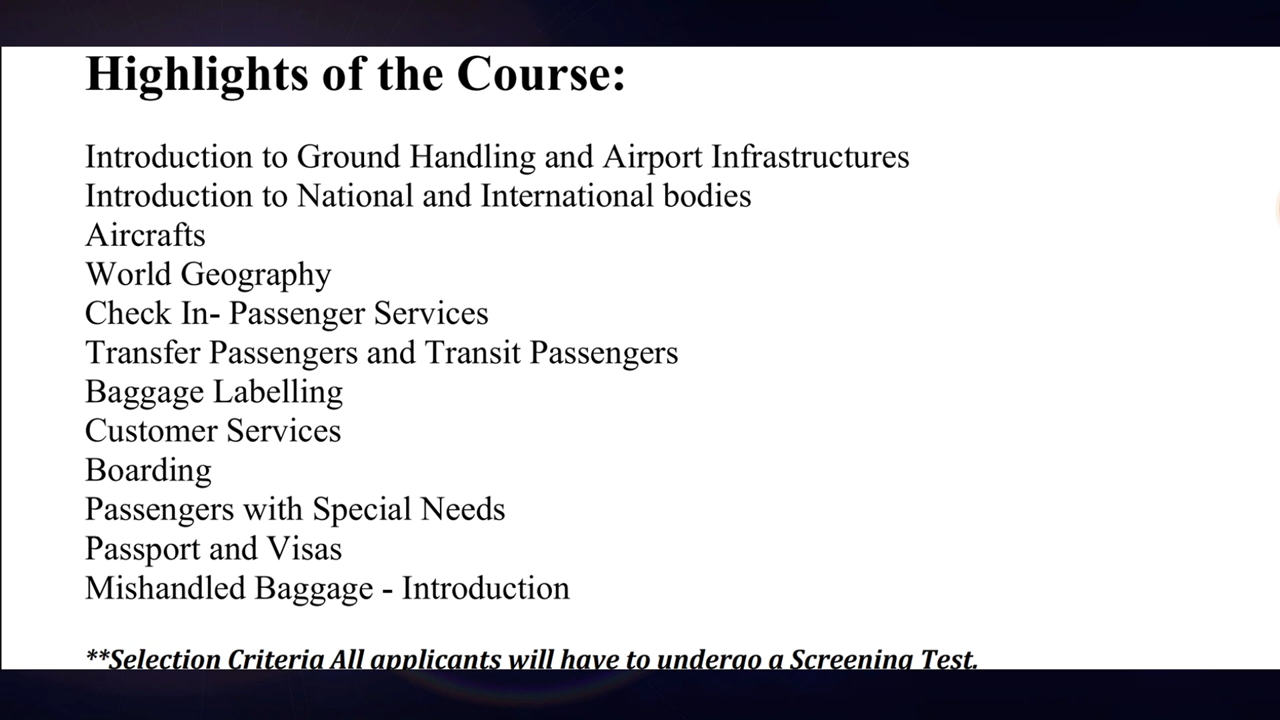 Highlights of the Course:
Introduction to Ground Handling and Airport Infrastructures
Introduction to National and International bodies
Aircrafts
World Geography
Check In- Passenger Services
Transfer Passengers and Transit Passengers
Baggage Labelling
Customer Services
Boarding
Passengers with Special Needs
Passport and Visas
Mishandled Baggage - Introduction
**Selection Criteria All applicants will have to undergo a Screening Test.